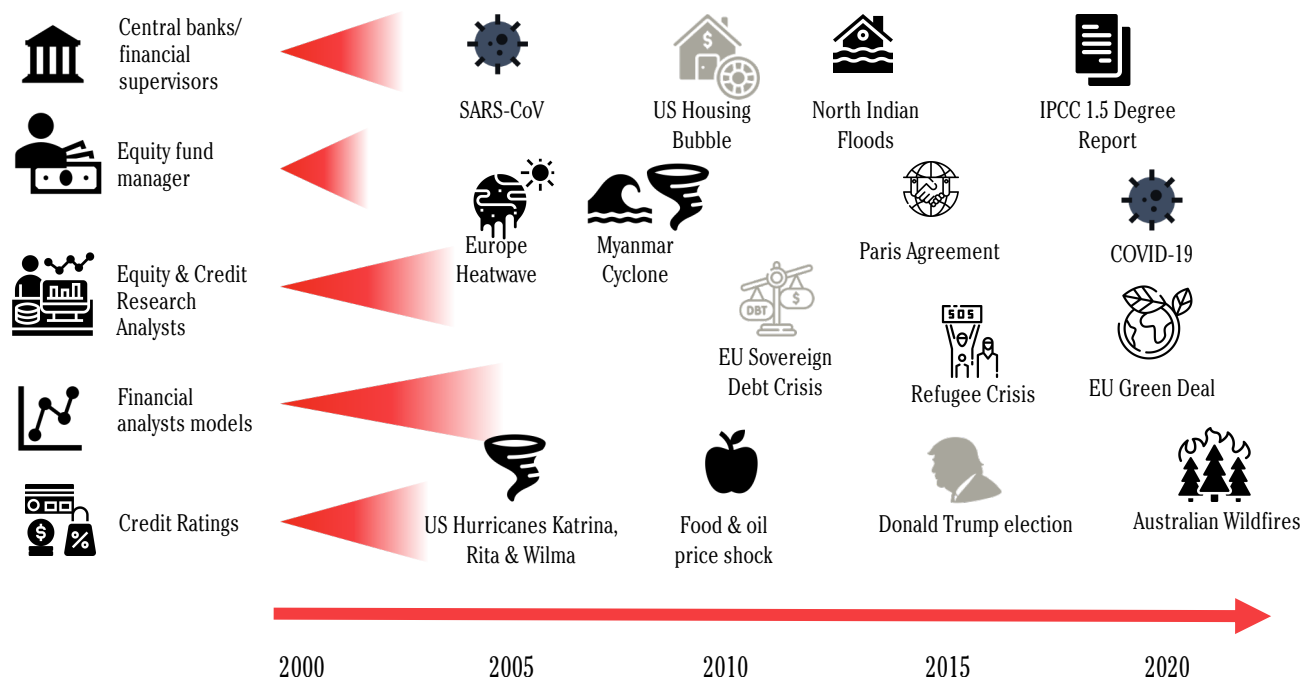 Central banks/
financial
supervisors
SARS-CoV
$
US Housing
Bubble
North Indian
Floods
IPCC 1.5 Degree
Report
Equity fund
manager
Europe
Heatwave
Myanmar
Cyclone
Paris Agreement
COVID-19
Equity & Credit
Research
Analysts
DBT
$
EU Sovereign
Debt Crisis
SOS
Refugee Crisis
EU Green Deal
Financial
analysts models
Credit Ratings
$
%
US Hurricanes Katrina,
Rita & Wilma
Food & oil
price shock
Donald Trump election
Australian Wildfires
2000
2005
2010
2015
2020